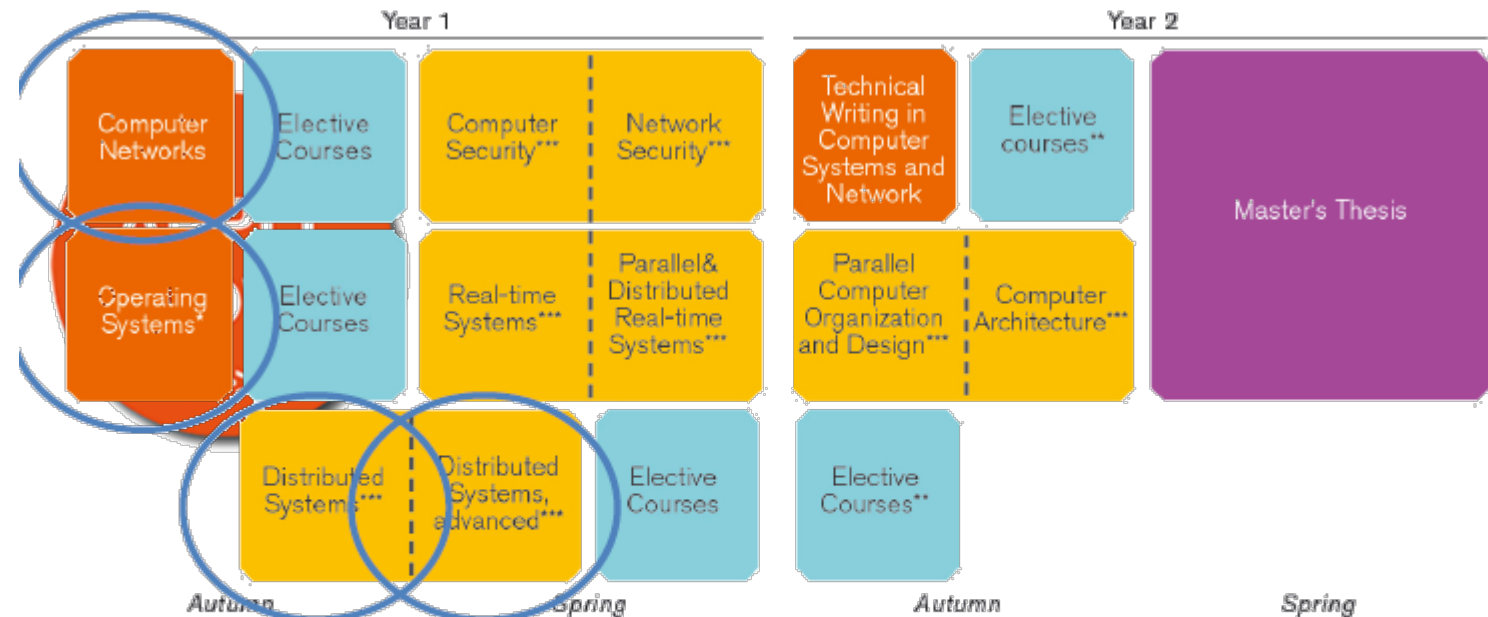 Year 1
Year 2
Computer
Networks
Elective
Courses
Computer
Security***
Network
Security***
Technical
Writing in
Computer
Systems and
Network
Elective
courses**
Master's Thesis
Operating
Systems*
Elective
Courses
Real-time
Systems***
Parallel&
Distributed
Real-time
Systems***
Parallel
Computer
Organization
and Design***
Computer
Architecture***
Distributed
Systems***
Distributed
Systems,
advanced***
Elective
Courses
Elective
Courses**
Autumn
Spring
Autumn
Spring